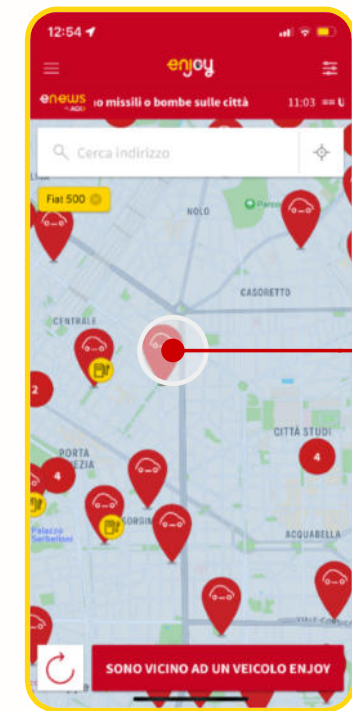 12:54
enjoy
enews
AGI
o missili o bombe sulle città 11:03 == U
Cerca indirizzo
Fiat 500
NOLO
CASORETTO
CENTRALE
2
CITTÀ STUDI
4
PORTA
4
Palazzo
Serbelloni
ACQUABELLA
SONO VICINO AD UN VEICOLO ENJOY